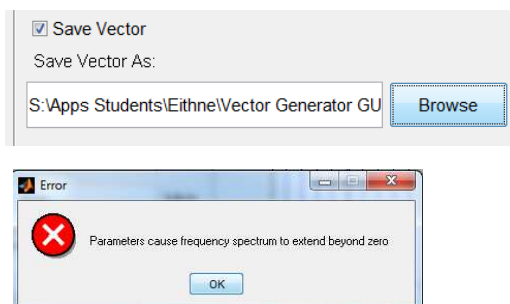 Save Vector
Save Vector As:
S:\Apps Students\Eithne\Vector Generator GU
Browse
Error
Parameters cause frequency spectrum to extend beyond zero
OK